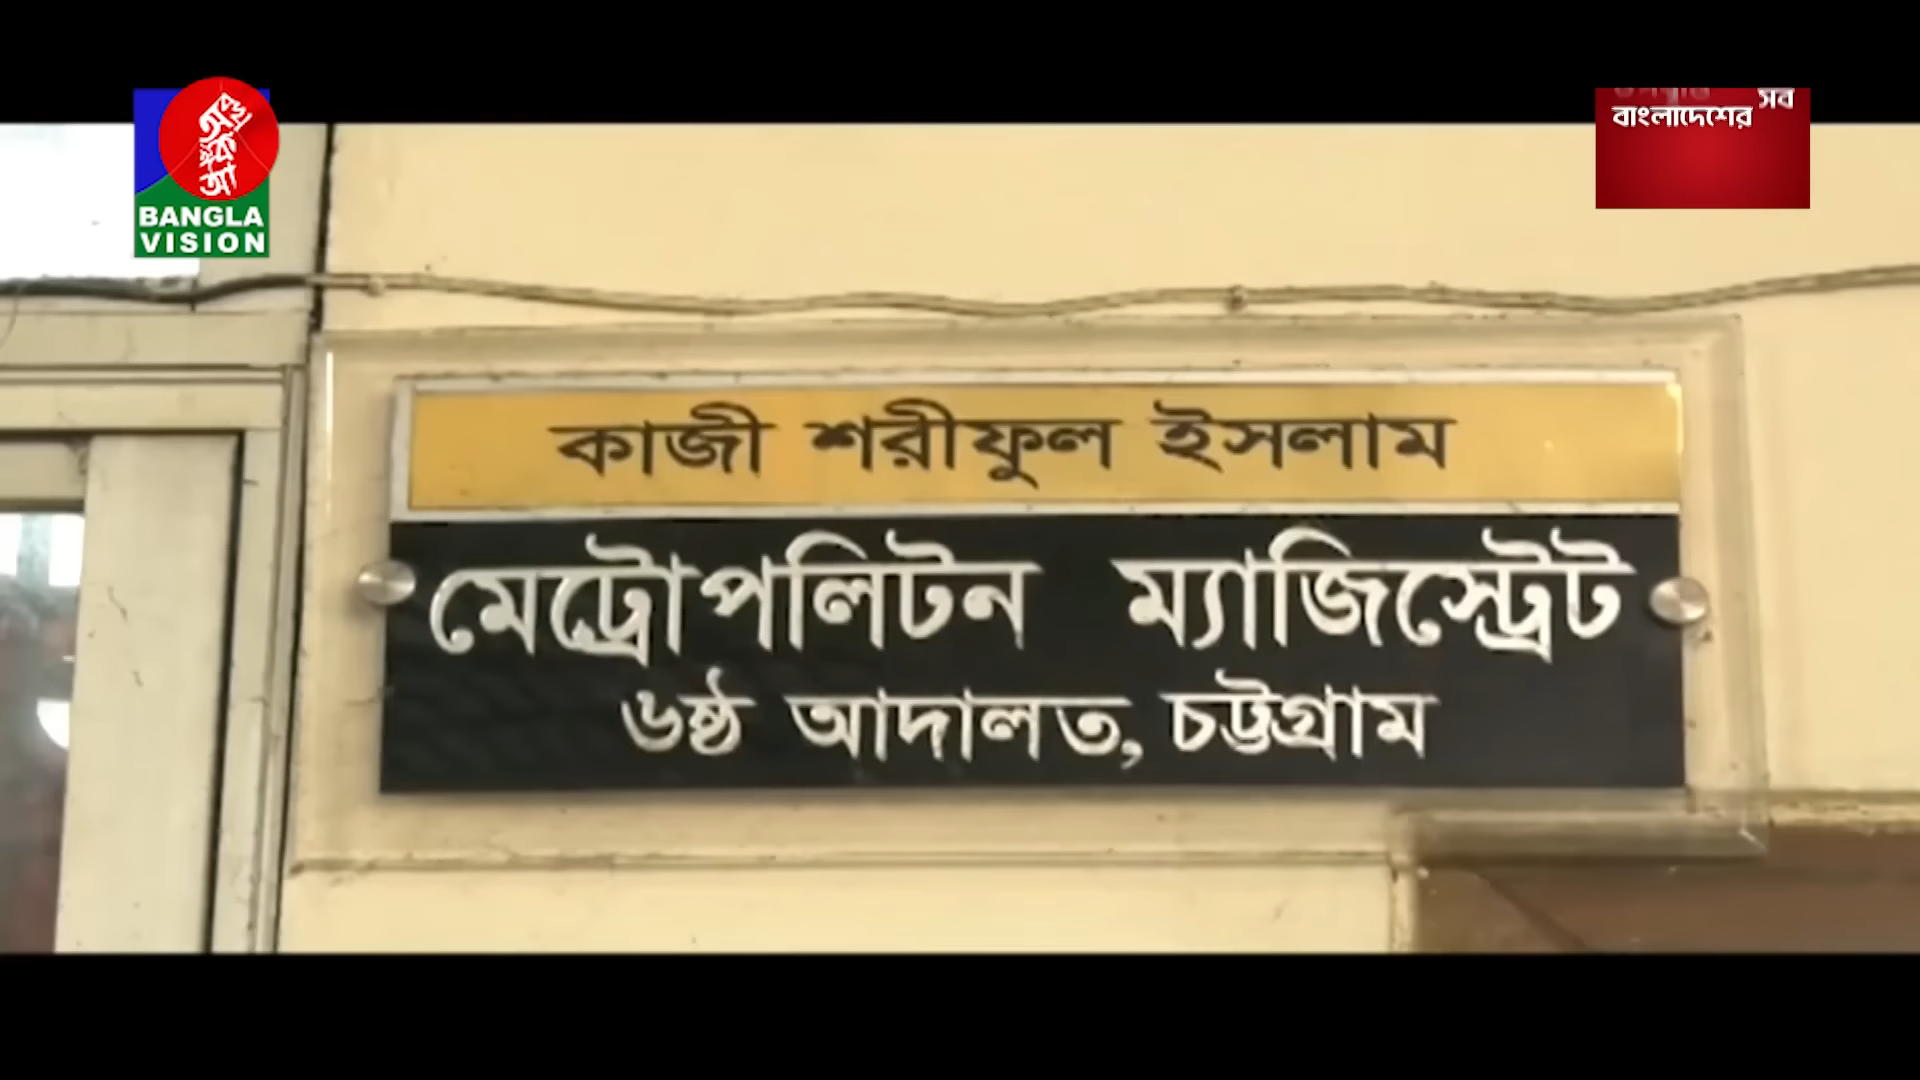 BANGLA
VISION
সব
বাংলাদেশের
কাজী শরীফুল ইসলাম
মেট্রোপলিটন ম্যাজিস্ট্রেট
৬ষ্ঠ আদালত, চট্টগ্রাম